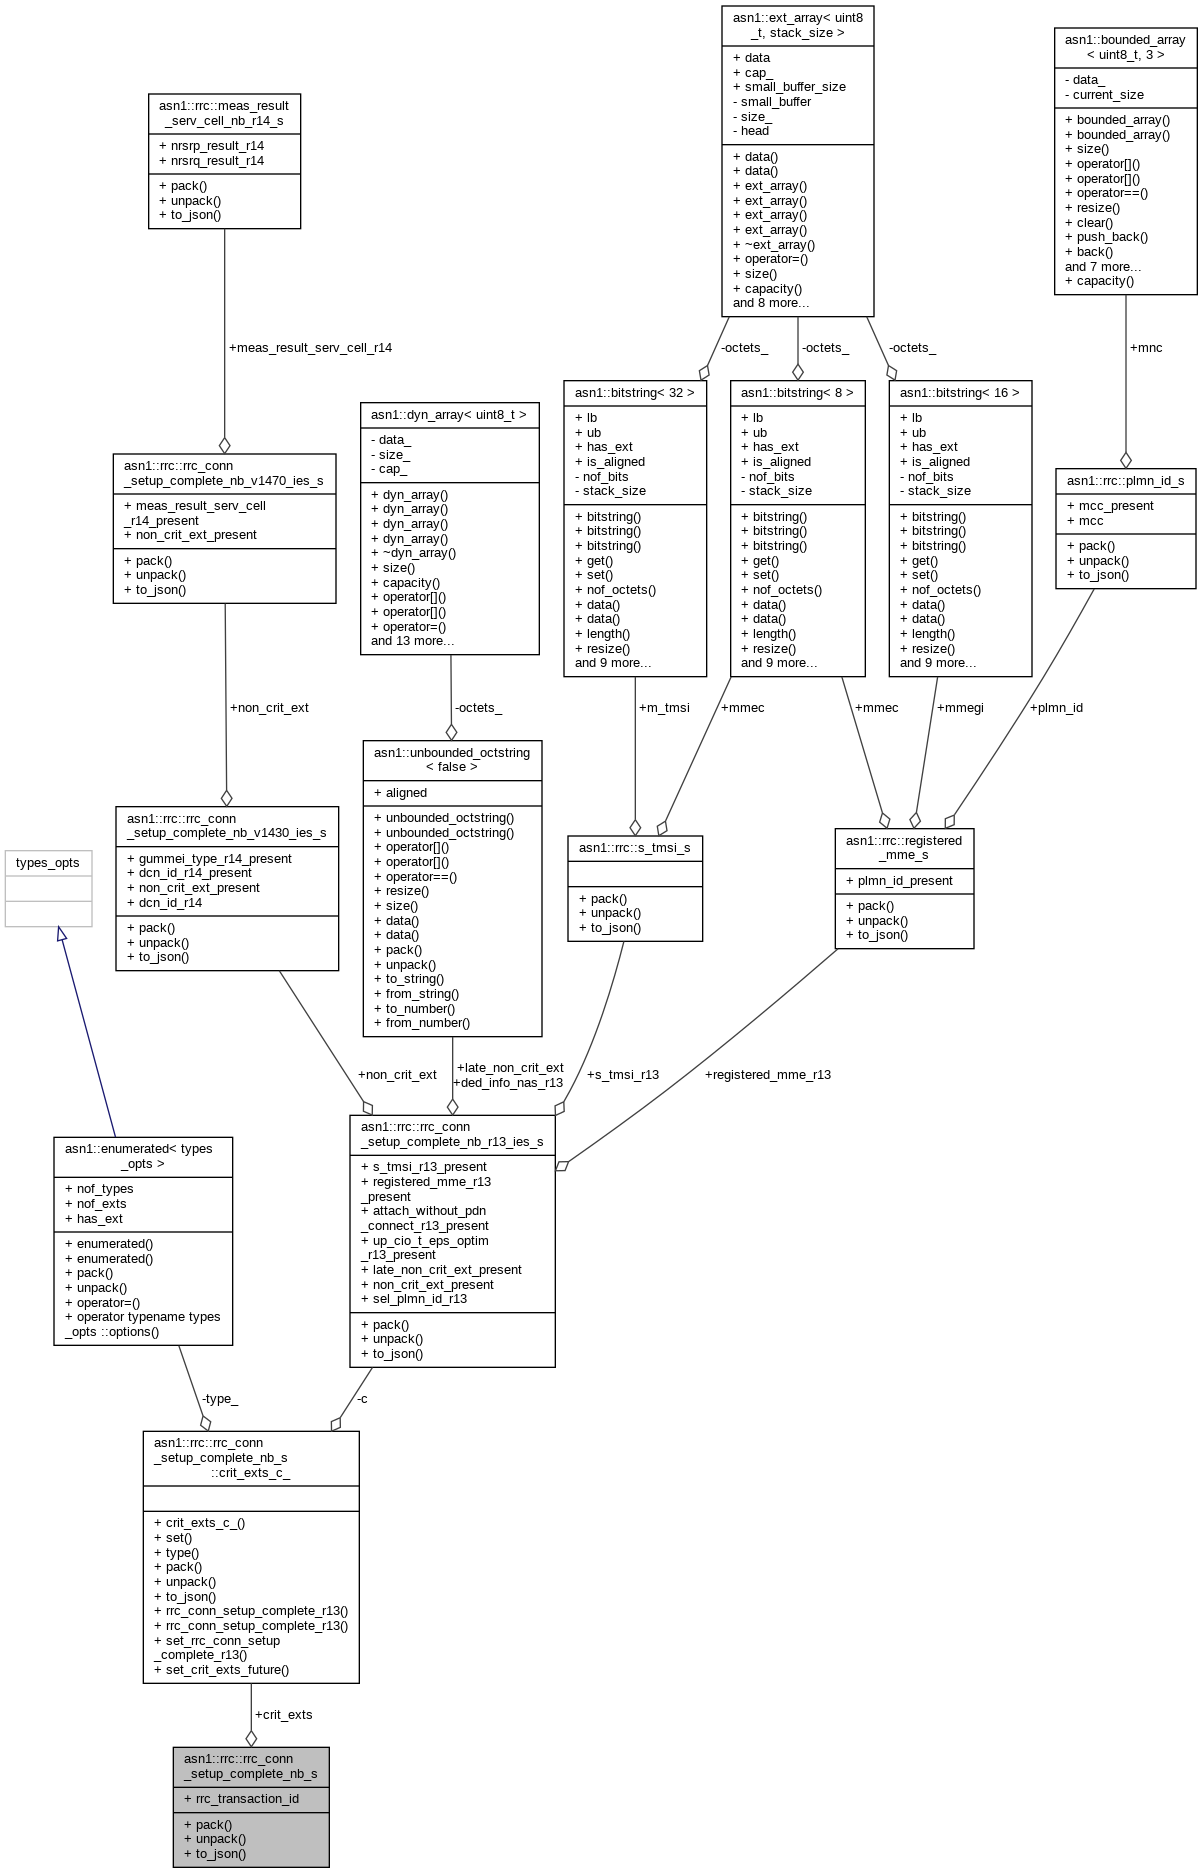 asn1::ext_array< uint8
_t, stack_size >
+ data
+ cap_
+ small_buffer_size
- small_buffer
- size_
- head
+ data()
+ data()
+ ext_array()
+ ext_array()
+ ext_array()
+ ext_array()
+ ~ext_array()
+ operator=()
+ size()
+ capacity()
and 8 more...
asn1::bounded_array
< uint8_t, 3 >
- data_
- current_size
+ bounded_array()
+ bounded_array()
+ size()
+ operator[]()
+ operator[]()
+ operator==()
+ resize()
+ clear()
+ push_back()
+ back()
and 7 more...
+ capacity()
asn1::rrc::meas_result
_serv_cell_nb_r14_s
+ nrsrp_result_r14
+ nrsrq_result_r14
+ pack()
+ unpack()
+ to_json()
+meas_result_serv_cell_r14
-octets_
-octets_
-octets_
+mnc
asn1::rrc::rrc_conn
_setup_complete_nb_v1470_ies_s
+ meas_result_serv_cell
_r14_present
+ non_crit_ext_present
+ pack()
+ unpack()
+ to_json()
asn1::dyn_array< uint8_t >
- data_
- size_
- cap_
+ dyn_array()
+ dyn_array()
+ dyn_array()
+ dyn_array()
+ ~dyn_array()
+ size()
+ capacity()
+ operator[]()
+ operator[]()
+ operator=()
and 13 more...
asn1::bitstring< 32 >
+ lb
+ ub
+ has_ext
+ is_aligned
- nof_bits
- stack_size
+ bitstring()
+ bitstring()
+ bitstring()
+ get()
+ set()
+ nof_octets()
+ data()
+ data()
+ length()
+ resize()
and 9 more...
asn1::bitstring< 8 >
+ lb
+ ub
+ has_ext
+ is_aligned
- nof_bits
- stack_size
+ bitstring()
+ bitstring()
+ bitstring()
+ get()
+ set()
+ nof_octets()
+ data()
+ data()
+ length()
+ resize()
and 9 more...
asn1::bitstring< 16 >
+ lb
+ ub
+ has_ext
+ is_aligned
- nof_bits
- stack_size
+ bitstring()
+ bitstring()
+ bitstring()
+ get()
+ set()
+ nof_octets()
+ data()
+ data()
+ length()
+ resize()
and 9 more...
asn1::rrc::plmn_id_s
+ mcc_present
+ mcc
+ pack()
+ unpack()
+ to_json()
+non_crit_ext
-octets_
+m_tmsi
+mmec
+mmec
+mmegi
+plmn_id
asn1::rrc::rrc_conn
_setup_complete_nb_v1430_ies_s
+ gummei_type_r14_present
+ dcn_id_r14_present
+ non_crit_ext_present
+ dcn_id_r14
+ pack()
+ unpack()
+ to_json()
asn1::unbounded_octstring
< false >
+ aligned
+ unbounded_octstring()
+ unbounded_octstring()
+ operator[]()
+ operator[]()
+ operator==()
+ resize()
+ size()
+ data()
+ data()
+ pack()
+ unpack()
+ to_string()
+ from_string()
+ to_number()
+ from_number()
asn1::rrc::s_tmsi_s
+ pack()
+ unpack()
+ to_json()
asn1::rrc::registered
_mme_s
+ plmn_id_present
+ pack()
+ unpack()
+ to_json()
types_opts
+non_crit_ext
+late_non_crit_ext
+ded_info_nas_r13
+s_tmsi_r13
+registered_mme_r13
asn1::enumerated< types
_opts >
+ nof_types
+ nof_exts
+ has_ext
+ enumerated()
+ enumerated()
+ pack()
+ unpack()
+ operator=()
+ operator typename types
_opts ::options()
asn1::rrc::rrc_conn
_setup_complete_nb_r13_ies_s
+ s_tmsi_r13_present
+ registered_mme_r13
_present
+ attach_without_pdn
_connect_r13_present
+ up_cio_t_eps_optim
_r13_present
+ late_non_crit_ext_present
+ non_crit_ext_present
+ sel_plmn_id_r13
+ pack()
+ unpack()
+ to_json()
-type_
-c
asn1::rrc::rrc_conn
_setup_complete_nb_s
::crit_exts_c_
+ crit_exts_c_()
+ set()
+ type()
+ pack()
+ unpack()
+ to_json()
+ rrc_conn_setup_complete_r13()
+ rrc_conn_setup_complete_r13()
+ set_rrc_conn_setup
_complete_r13()
+ set_crit_exts_future()
+crit_exts
asn1::rrc::rrc_conn
_setup_complete_nb_s
+ rrc_transaction_id
+ pack()
+ unpack()
+ to_json()